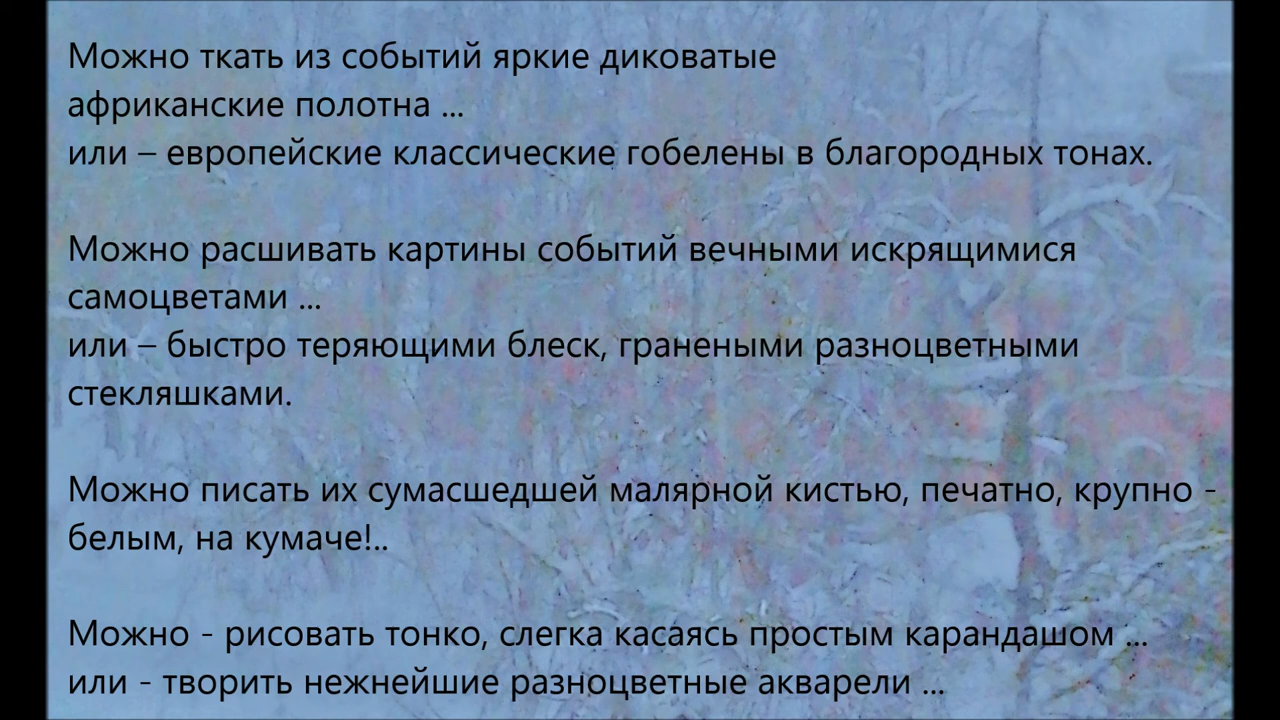 Можно ткать из событий яркие диковатые
африканские полотна ...
или – европейские классические гобелены в благородных тонах.
Можно расшивать картины событий вечными искрящимися
самоцветами ...
или – быстро теряющими блеск, гранеными разноцветными
стекляшками.
Можно писать их сумасшедшей малярной кистью, печатно, крупно -
белым, на кумаче!..
Можно - рисовать тонко, слегка касаясь простым карандашом ...
или - творить нежнейшие разноцветные акварели ...